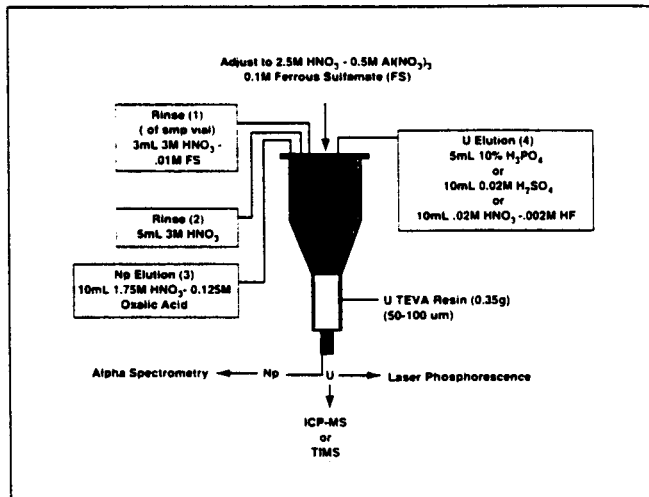 Adjust to 2.5M HNO₃ - 0.5M Al(NO₃)₃
0.1M Ferrous Sulfamate (FS)
Rinse (1)
( of smp vial)
3mL 3M HNO₃ -
.01M FS
U Elution (4)
5mL 10% H₃PO₄
or
10mL 0.02M H₂SO₄
or
10mL .02M HNO₃-.002M HF
Rinse (2)
5mL 3M HNO₃
Np Elution (3)
10mL 1.75M HNO₃- 0.125M
Oxalic Acid
U TEVA Resin (0.35g)
(50-100 um)
Alpha Spectrometry Np U Laser Phosphorescence
ICP-MS
or
TIMS